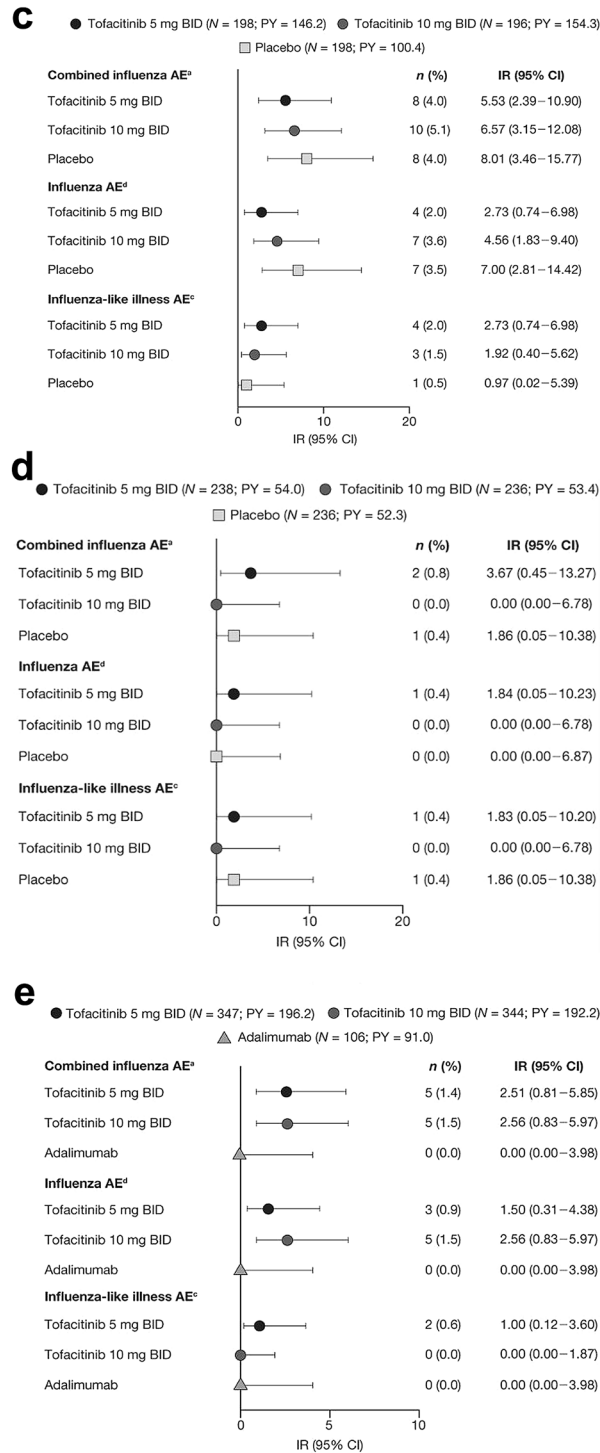 c
Tofacitinib 5 mg BID (N = 198; PY = 146.2) Tofacitinib 10 mg BID (N = 196; PY = 154.3)
Placebo (N = 198; PY = 100.4)
Combined influenza AEᵃ n (%) IR (95% CI)
Tofacitinib 5 mg BID 8 (4.0) 5.53 (2.39–10.90)
Tofacitinib 10 mg BID 10 (5.1) 6.57 (3.15–12.08)
Placebo 8 (4.0) 8.01 (3.46–15.77)
Influenza AEᵈ
Tofacitinib 5 mg BID 4 (2.0) 2.73 (0.74–6.98)
Tofacitinib 10 mg BID 7 (3.6) 4.56 (1.83–9.40)
Placebo 7 (3.5) 7.00 (2.81–14.42)
Influenza-like illness AEᶜ
Tofacitinib 5 mg BID 4 (2.0) 2.73 (0.74–6.98)
Tofacitinib 10 mg BID 3 (1.5) 1.92 (0.40–5.62)
Placebo 1 (0.5) 0.97 (0.02–5.39)
0 10 20
IR (95% CI)
d
Tofacitinib 5 mg BID (N = 238; PY = 54.0) Tofacitinib 10 mg BID (N = 236; PY = 53.4)
Placebo (N = 236; PY = 52.3)
Combined influenza AEᵃ n (%) IR (95% CI)
Tofacitinib 5 mg BID 2 (0.8) 3.67 (0.45–13.27)
Tofacitinib 10 mg BID 0 (0.0) 0.00 (0.00–6.78)
Placebo 1 (0.4) 1.86 (0.05–10.38)
Influenza AEᵈ
Tofacitinib 5 mg BID 1 (0.4) 1.84 (0.05–10.23)
Tofacitinib 10 mg BID 0 (0.0) 0.00 (0.00–6.78)
Placebo 0 (0.0) 0.00 (0.00–6.87)
Influenza-like illness AEᶜ
Tofacitinib 5 mg BID 1 (0.4) 1.83 (0.05–10.20)
Tofacitinib 10 mg BID 0 (0.0) 0.00 (0.00–6.78)
Placebo 1 (0.4) 1.86 (0.05–10.38)
0 10 20
IR (95% CI)
e
Tofacitinib 5 mg BID (N = 347; PY = 196.2) Tofacitinib 10 mg BID (N = 344; PY = 192.2)
Adalimumab (N = 106; PY = 91.0)
Combined influenza AEᵃ n (%) IR (95% CI)
Tofacitinib 5 mg BID 5 (1.4) 2.51 (0.81–5.85)
Tofacitinib 10 mg BID 5 (1.5) 2.56 (0.83–5.97)
Adalimumab 0 (0.0) 0.00 (0.00–3.98)
Influenza AEᵈ
Tofacitinib 5 mg BID 3 (0.9) 1.50 (0.31–4.38)
Tofacitinib 10 mg BID 5 (1.5) 2.56 (0.83–5.97)
Adalimumab 0 (0.0) 0.00 (0.00–3.98)
Influenza-like illness AEᶜ
Tofacitinib 5 mg BID 2 (0.6) 1.00 (0.12–3.60)
Tofacitinib 10 mg BID 0 (0.0) 0.00 (0.00–1.87)
Adalimumab 0 (0.0) 0.00 (0.00–3.98)
0 5 10
IR (95% CI)